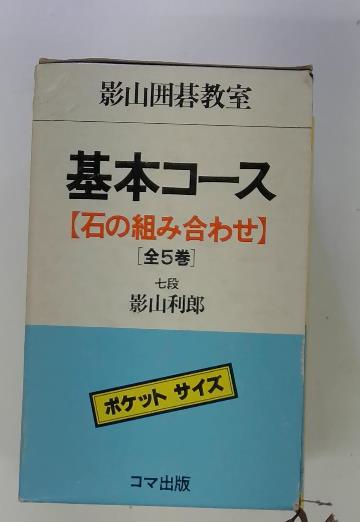 影山囲碁教室
基本コース
【石の組み合わせ】
[全5巻]
七段
影山利郎
ポケット サイズ
コマ出版